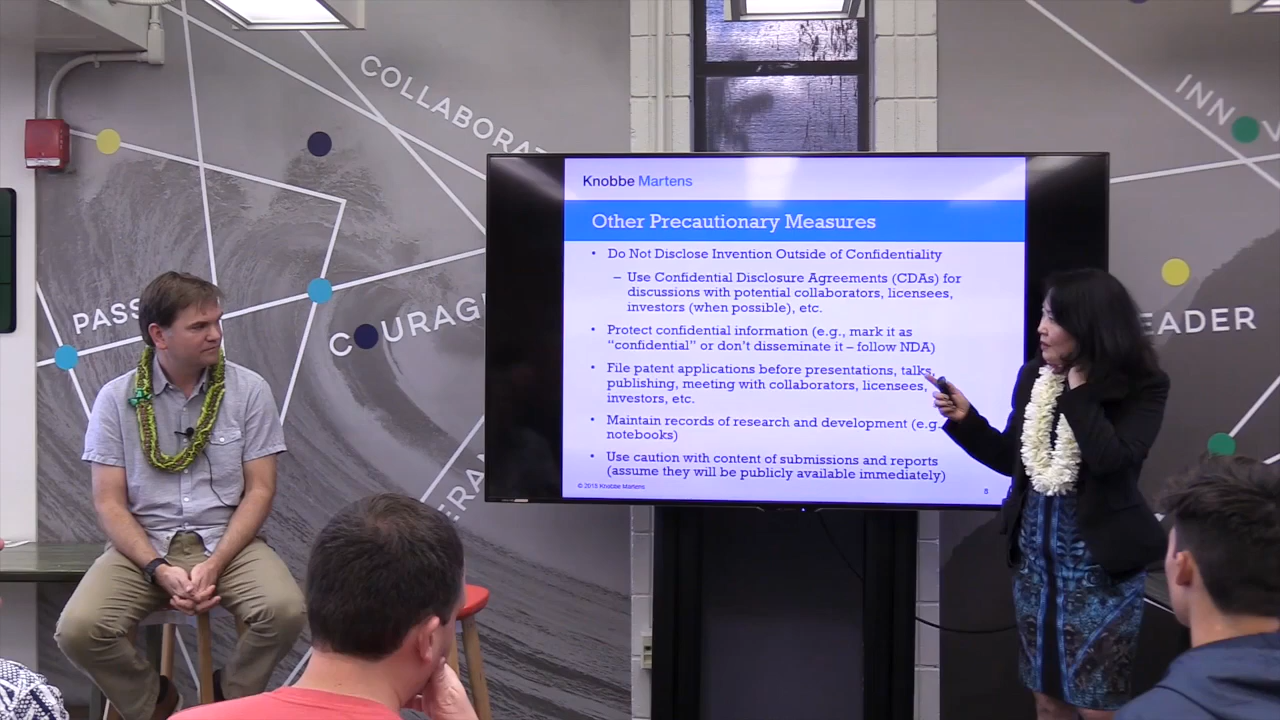 COLLABORAT
INNOV
PASS
COURAG
EADER
ERAN
Knobbe Martens
Other Precautionary Measures
• Do Not Disclose Invention Outside of Confidentiality
– Use Confidential Disclosure Agreements (CDAs) for
discussions with potential collaborators, licensees,
investors (when possible), etc.
• Protect confidential information (e.g., mark it as
“confidential” or don’t disseminate it – follow NDA)
• File patent applications before presentations, talks,
publishing, meeting with collaborators, licensees,
investors, etc.
• Maintain records of research and development (e.g.
notebooks)
• Use caution with content of submissions and reports
(assume they will be publicly available immediately)
© 2015 Knobbe Martens